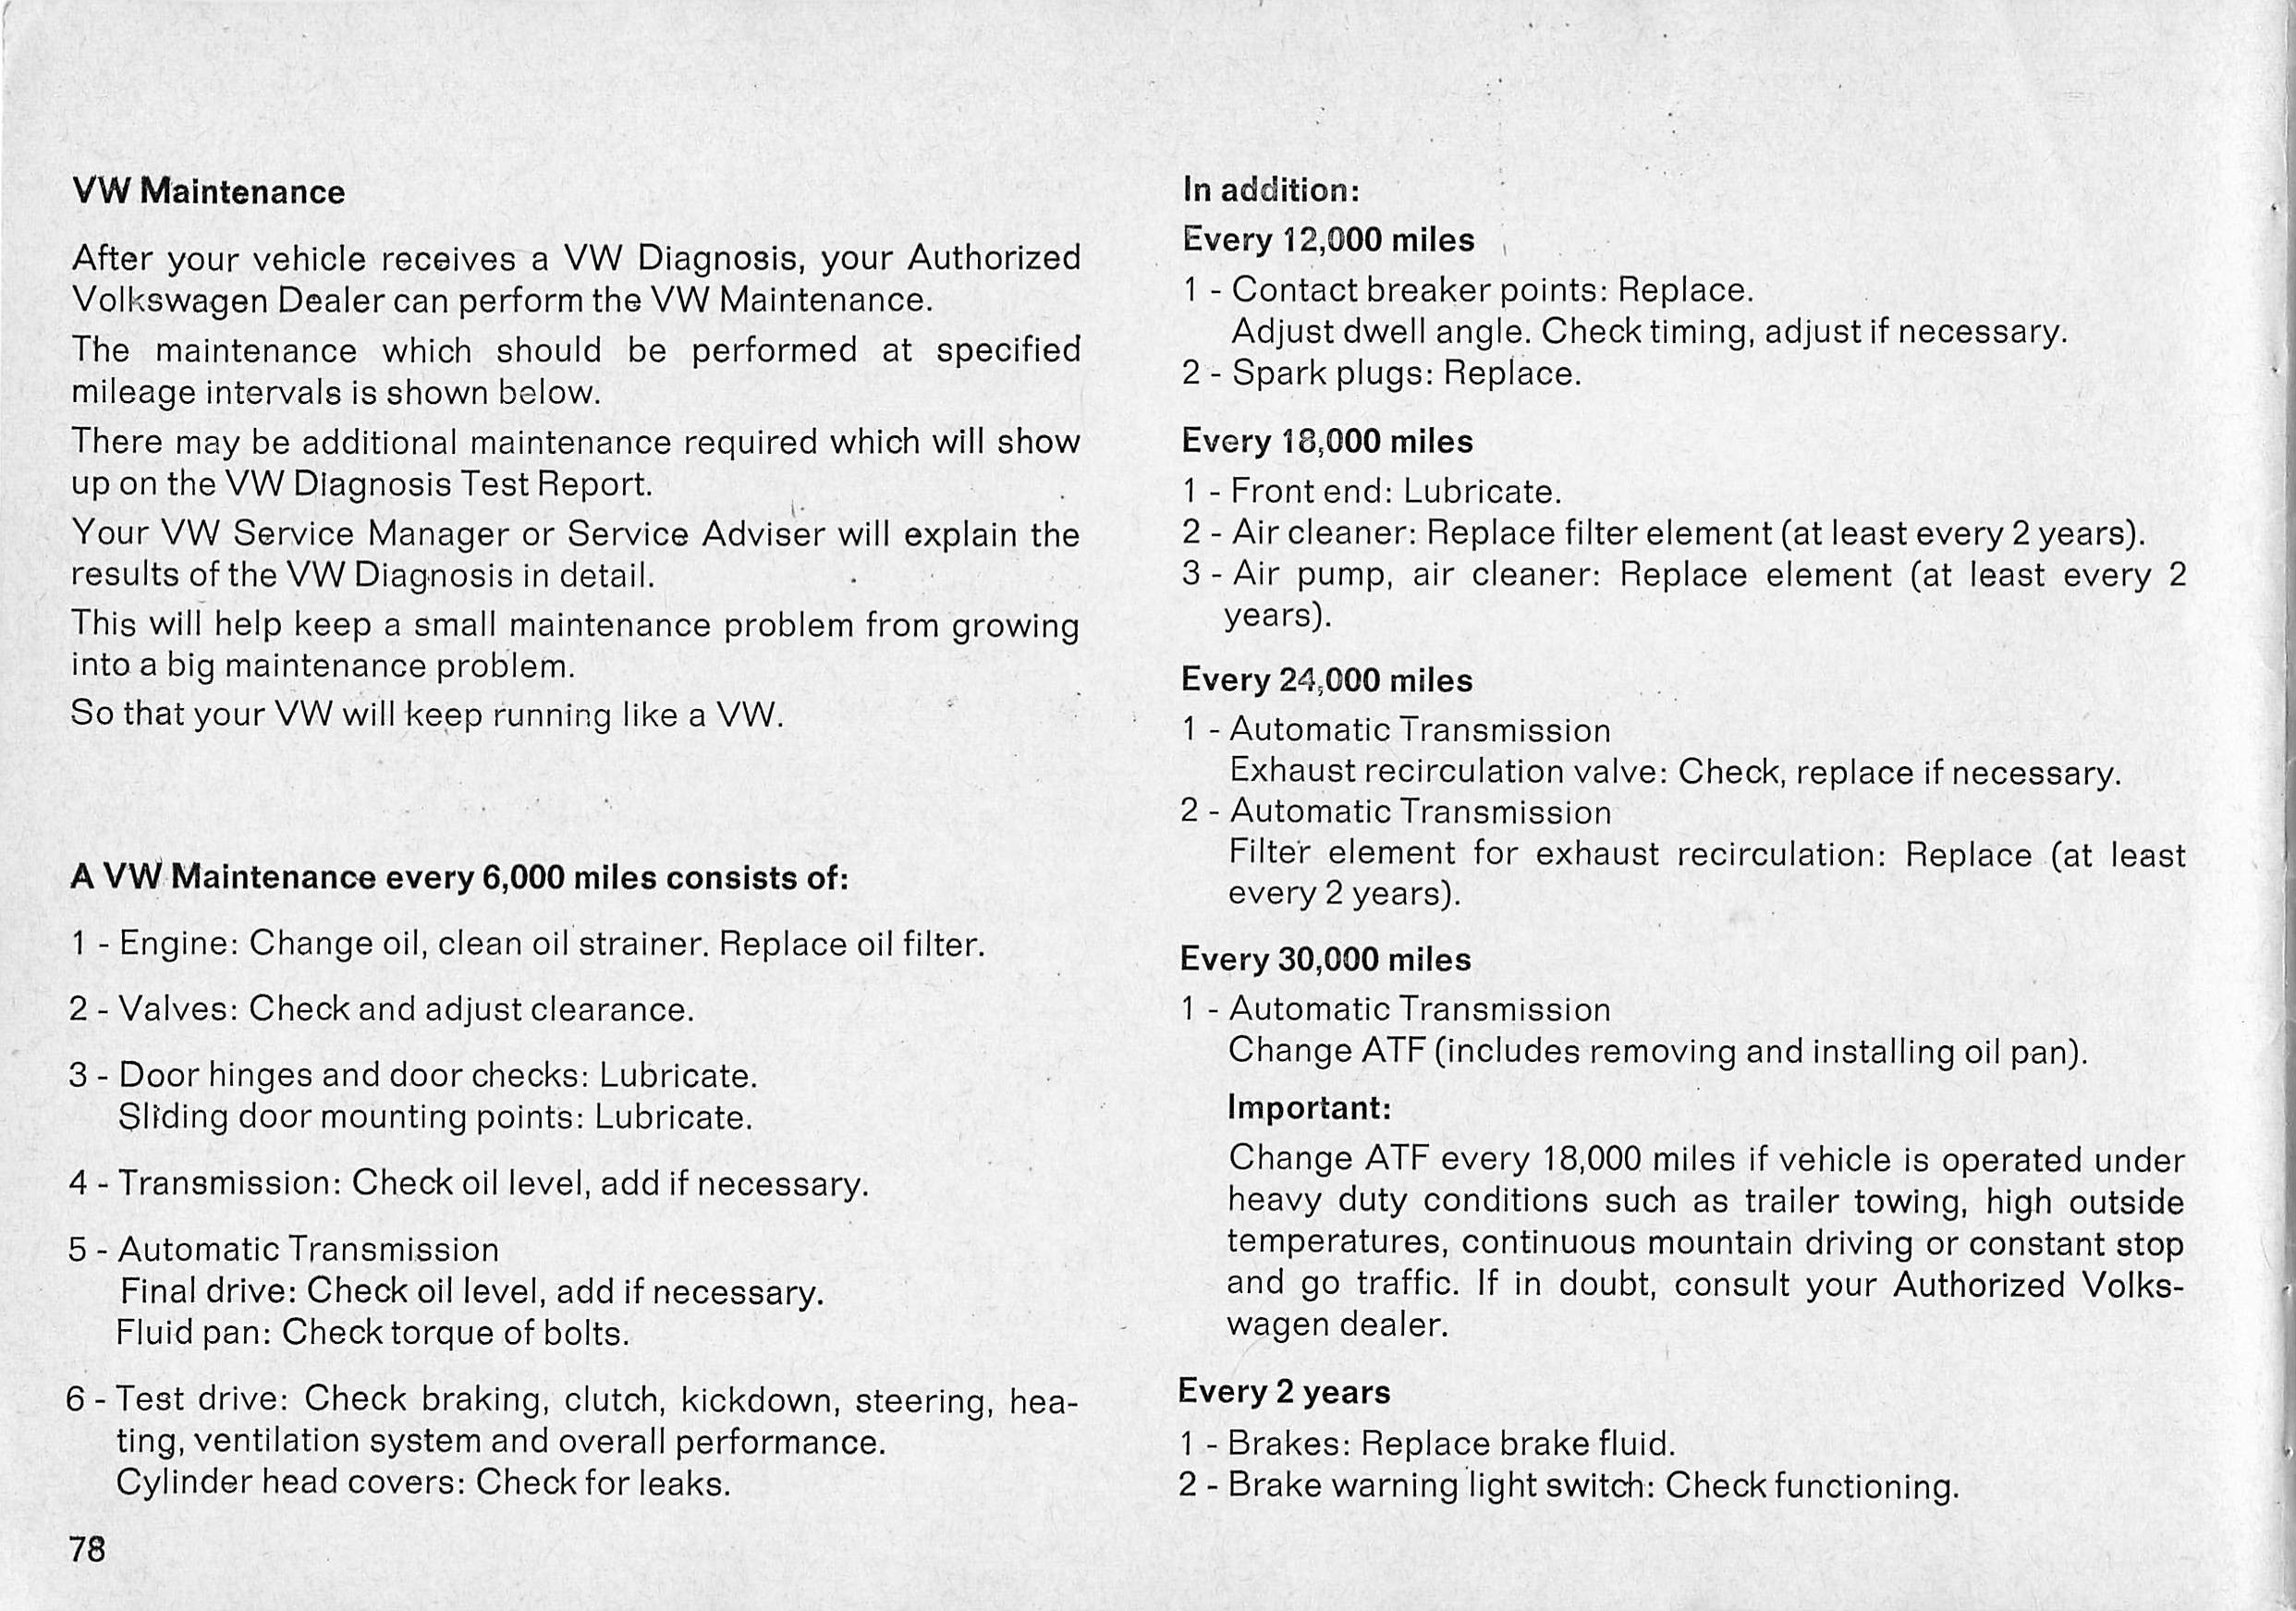 VW Maintenance
After your vehicle receives a VW Diagnosis, your Authorized
Volkswagen Dealer can perform the VW Maintenance.
The maintenance which should be performed at specified
mileage intervals is shown below.
There may be additional maintenance required which will show
up on the VW Diagnosis Test Report.
Your VW Service Manager or Service Adviser will explain the
results of the VW Diagnosis in detail.
This will help keep a small maintenance problem from growing
into a big maintenance problem.
So that your VW will keep running like a VW.
A VW Maintenance every 6,000 miles consists of:
1 - Engine: Change oil, clean oil strainer. Replace oil filter.
2 - Valves: Check and adjust clearance.
3 - Door hinges and door checks: Lubricate.
Sliding door mounting points: Lubricate.
4 - Transmission: Check oil level, add if necessary.
5 - Automatic Transmission
Final drive: Check oil level, add if necessary.
Fluid pan: Check torque of bolts.
6 - Test drive: Check braking, clutch, kickdown, steering, hea-
ting, ventilation system and overall performance.
Cylinder head covers: Check for leaks.
78
In addition:
Every 12,000 miles
1 - Contact breaker points: Replace.
Adjust dwell angle. Check timing, adjust if necessary.
2 - Spark plugs: Replace.
Every 18,000 miles
1 - Front end: Lubricate.
2 - Air cleaner: Replace filter element (at least every 2 years).
3 - Air pump, air cleaner: Replace element (at least every 2
years).
Every 24,000 miles
1 - Automatic Transmission
Exhaust recirculation valve: Check, replace if necessary.
2 - Automatic Transmission
Filter element for exhaust recirculation: Replace (at least
every 2 years).
Every 30,000 miles
1 - Automatic Transmission
Change ATF (includes removing and installing oil pan).
Important:
Change ATF every 18,000 miles if vehicle is operated under
heavy duty conditions such as trailer towing, high outside
temperatures, continuous mountain driving or constant stop
and go traffic. If in doubt, consult your Authorized Volks-
wagen dealer.
Every 2 years
1 - Brakes: Replace brake fluid.
2 - Brake warning light switch: Check functioning.